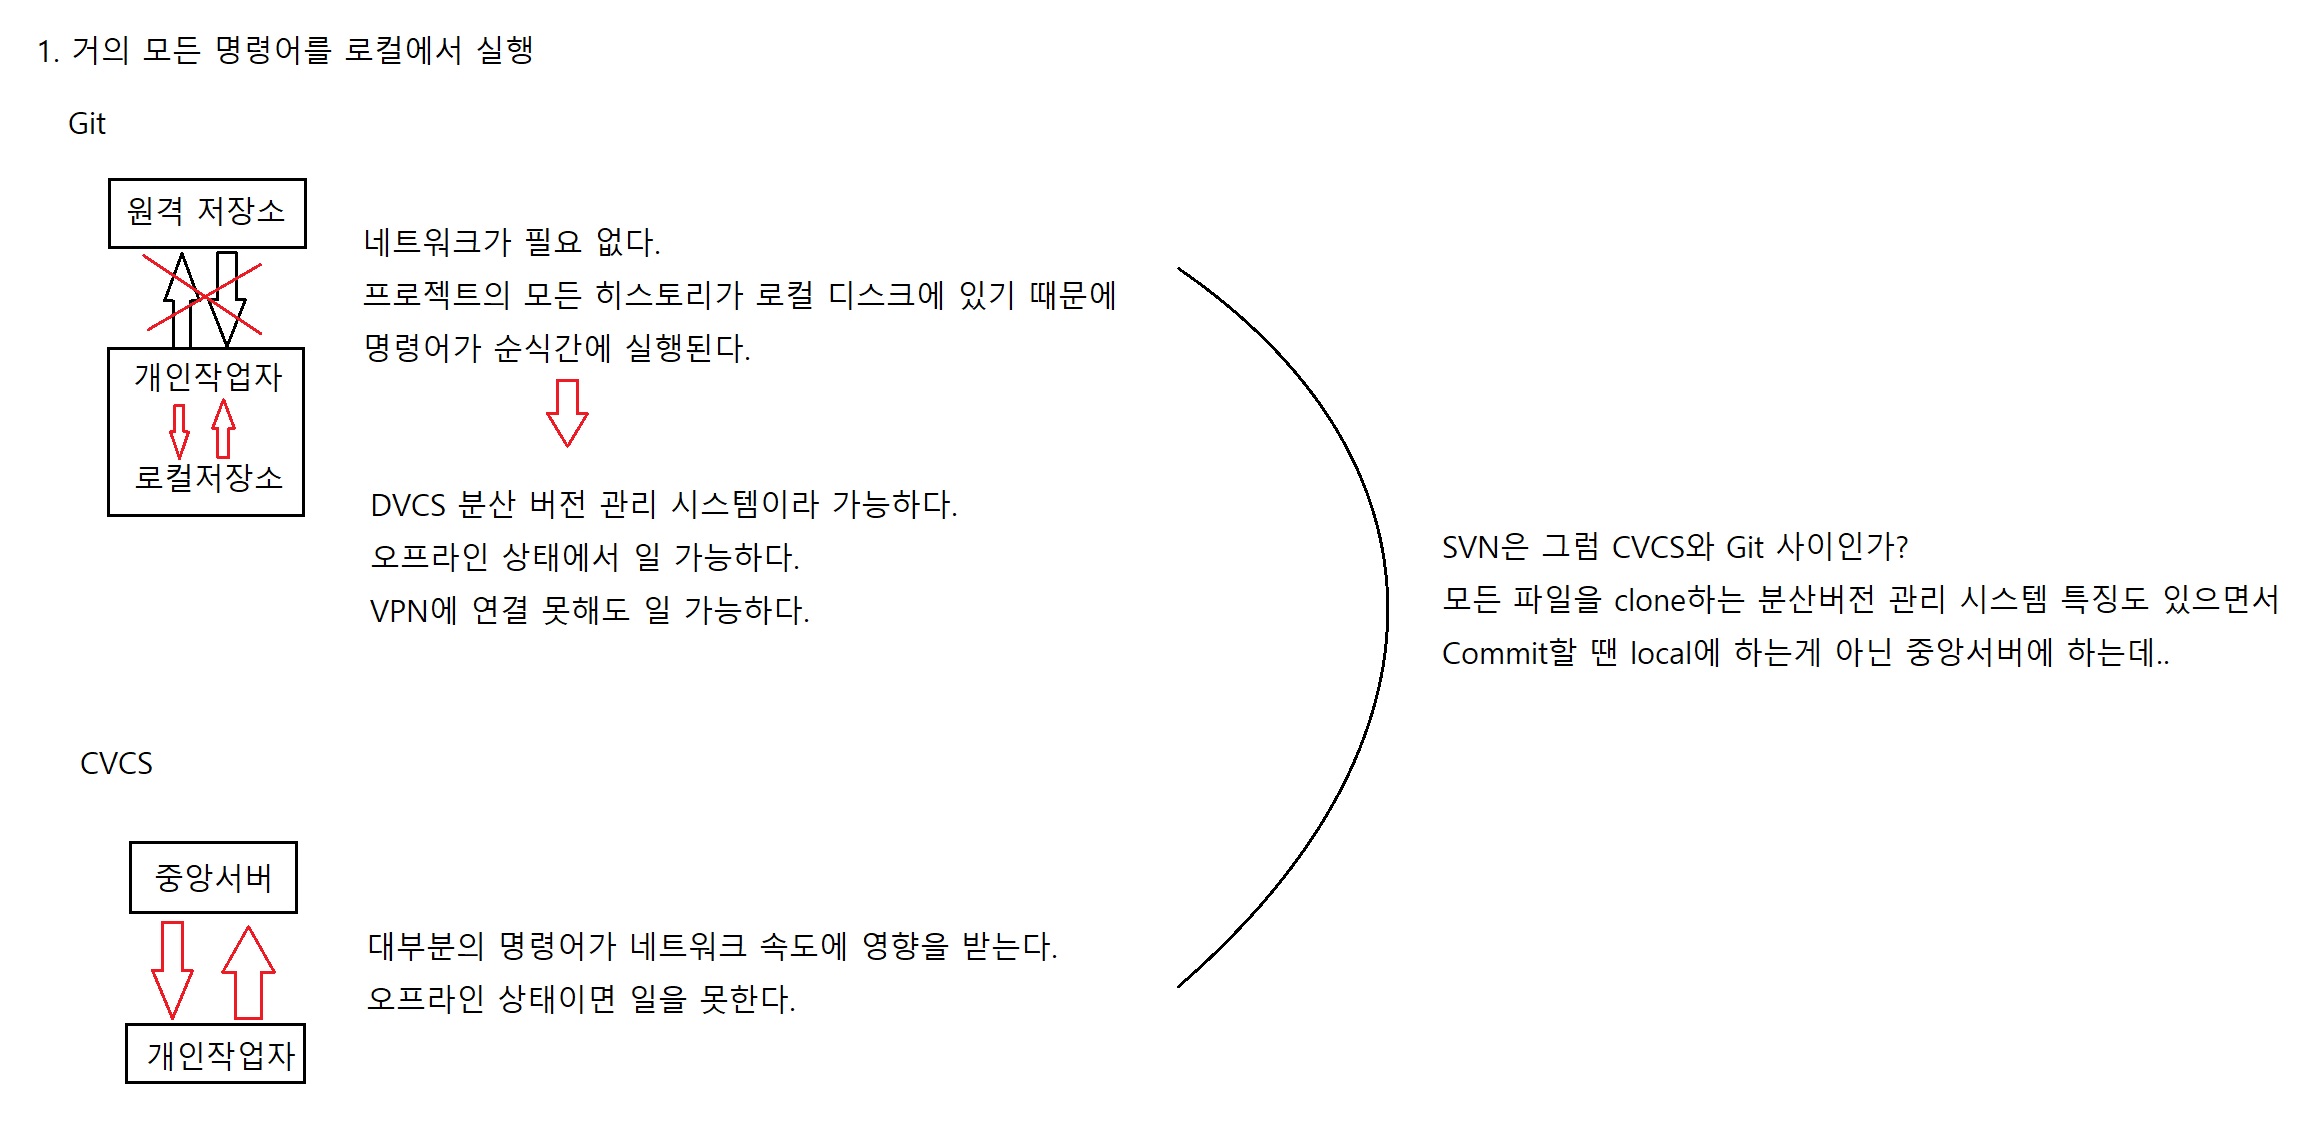 1. 거의 모든 명령어를 로컬에서 실행
Git
원격 저장소
개인작업자
로컬저장소
네트워크가 필요 없다.
프로젝트의 모든 히스토리가 로컬 디스크에 있기 때문에
명령어가 순식간에 실행된다.
DVCS 분산 버전 관리 시스템이라 가능하다.
오프라인 상태에서 일 가능하다.
VPN에 연결 못해도 일 가능하다.
SVN은 그럼 CVCS와 Git 사이인가?
모든 파일을 clone하는 분산버전 관리 시스템 특징도 있으면서
Commit할 땐 local에 하는게 아닌 중앙서버에 하는데..
CVCS
중앙서버
개인작업자
대부분의 명령어가 네트워크 속도에 영향을 받는다.
오프라인 상태이면 일을 못한다.